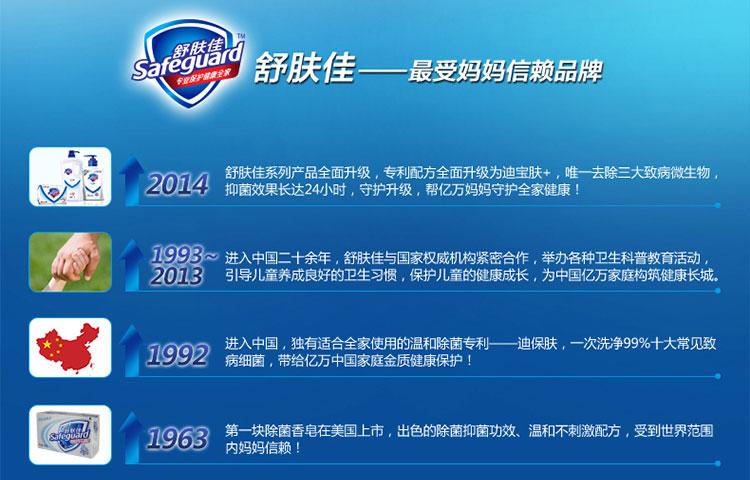 舒肤佳
Safeguard
TM
专业保护健康全家
舒肤佳——最受妈妈信赖品牌
2014
舒肤佳系列产品全面升级，专利配方全面升级为迪宝肤+，唯一去除三大致病微生物，
抑菌效果长达24小时，守护升级，帮亿万妈妈守护全家健康！
1993~
2013
进入中国二十余年，舒肤佳与国家权威机构紧密合作，举办各种卫生科普教育活动，
引导儿童养成良好的卫生习惯，保护儿童的健康成长，为中国亿万家庭构筑健康长城。
1992
进入中国，独有适合全家使用的温和除菌专利——迪保肤，一次洗净99%十大常见致
病细菌，带给亿万中国家庭金质健康保护！
舒肤佳
Safeguard
1963
第一块除菌香皂在美国上市，出色的除菌抑菌功效、温和不刺激配方，受到世界范围
内妈妈信赖！